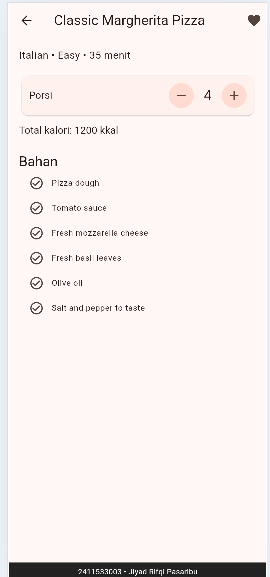 Classic Margherita Pizza
Italian • Easy • 35 menit
Porsi 4
Total kalori: 1200 kkal
Bahan
Pizza dough
Tomato sauce
Fresh mozzarella cheese
Fresh basil leaves
Olive oil
Salt and pepper to taste
2411533003 • Jiyad Rifqi Pasaribu